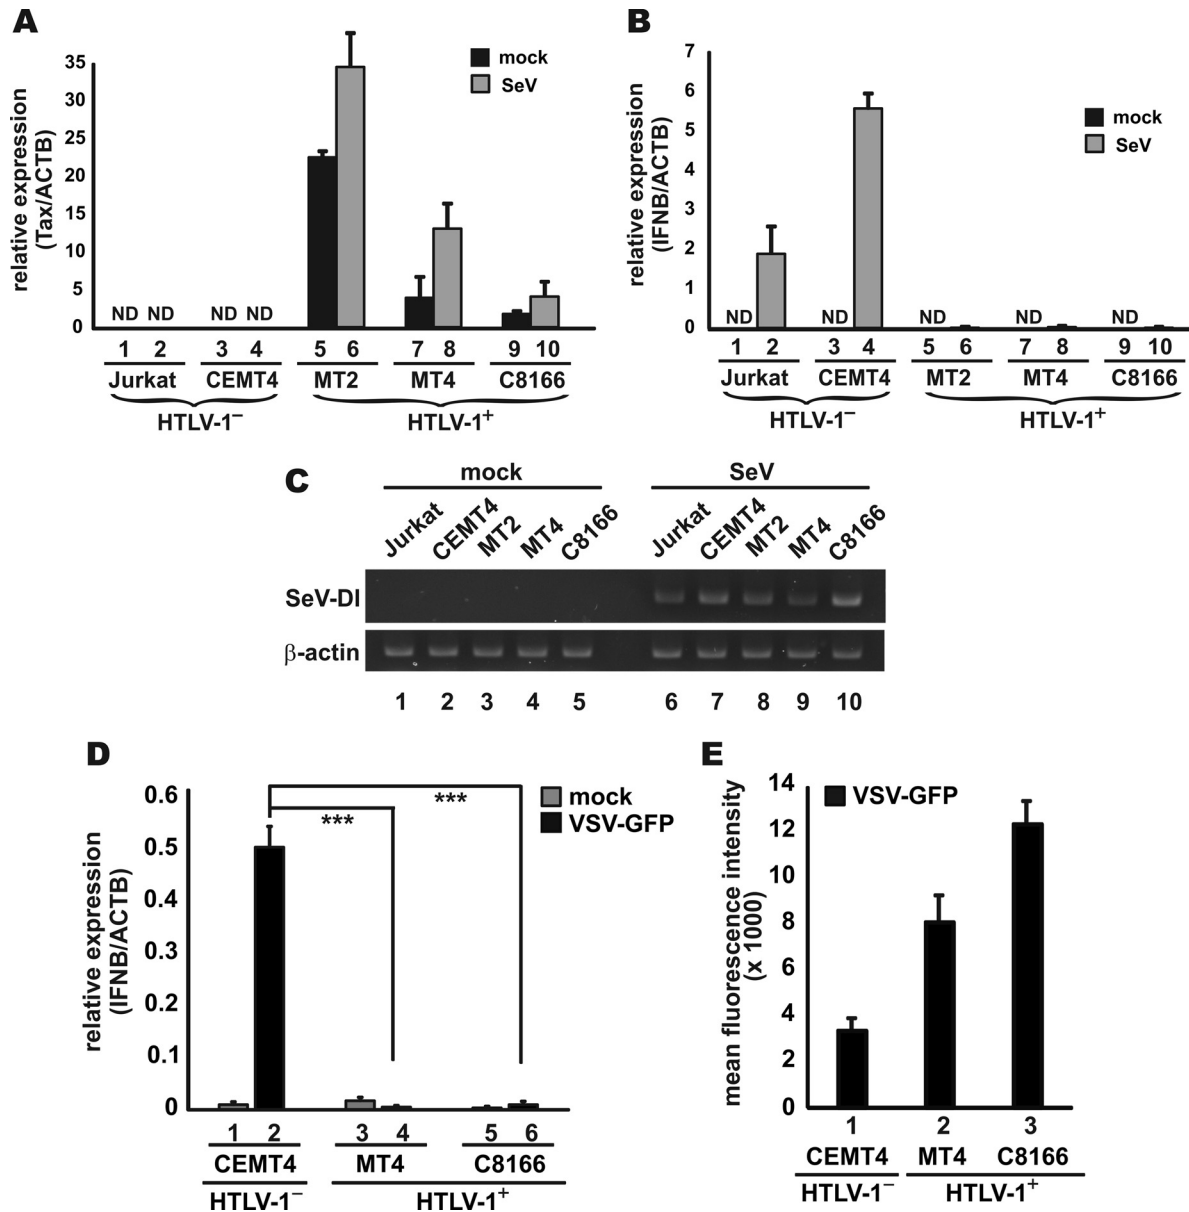 A
relative expression
(Tax/ACTB)
35
30
25
20
15
10
5
0
mock
SeV
ND ND ND ND
1 2 3 4 5 6 7 8 9 10
Jurkat CEMT4 MT2 MT4 C8166
HTLV-1⁻ HTLV-1⁺
B
relative expression
(IFNB/ACTB)
7
6
5
4
3
2
1
0
mock
SeV
ND ND ND ND ND
1 2 3 4 5 6 7 8 9 10
Jurkat CEMT4 MT2 MT4 C8166
HTLV-1⁻ HTLV-1⁺
C
mock SeV
Jurkat CEMT4 MT2 MT4 C8166 Jurkat CEMT4 MT2 MT4 C8166
SeV-DI
β-actin
1 2 3 4 5 6 7 8 9 10
D
relative expression
(IFNB/ACTB)
0.6
0.5
0.4
0.3
0.2
0.1
0
mock
VSV-GFP
***
***
1 2 3 4 5 6
CEMT4 MT4 C8166
HTLV-1⁻ HTLV-1⁺
E
mean fluorescence intensity
(x 1000)
14
12
10
8
6
4
2
0
VSV-GFP
1 2 3
CEMT4 MT4 C8166
HTLV-1⁻ HTLV-1⁺